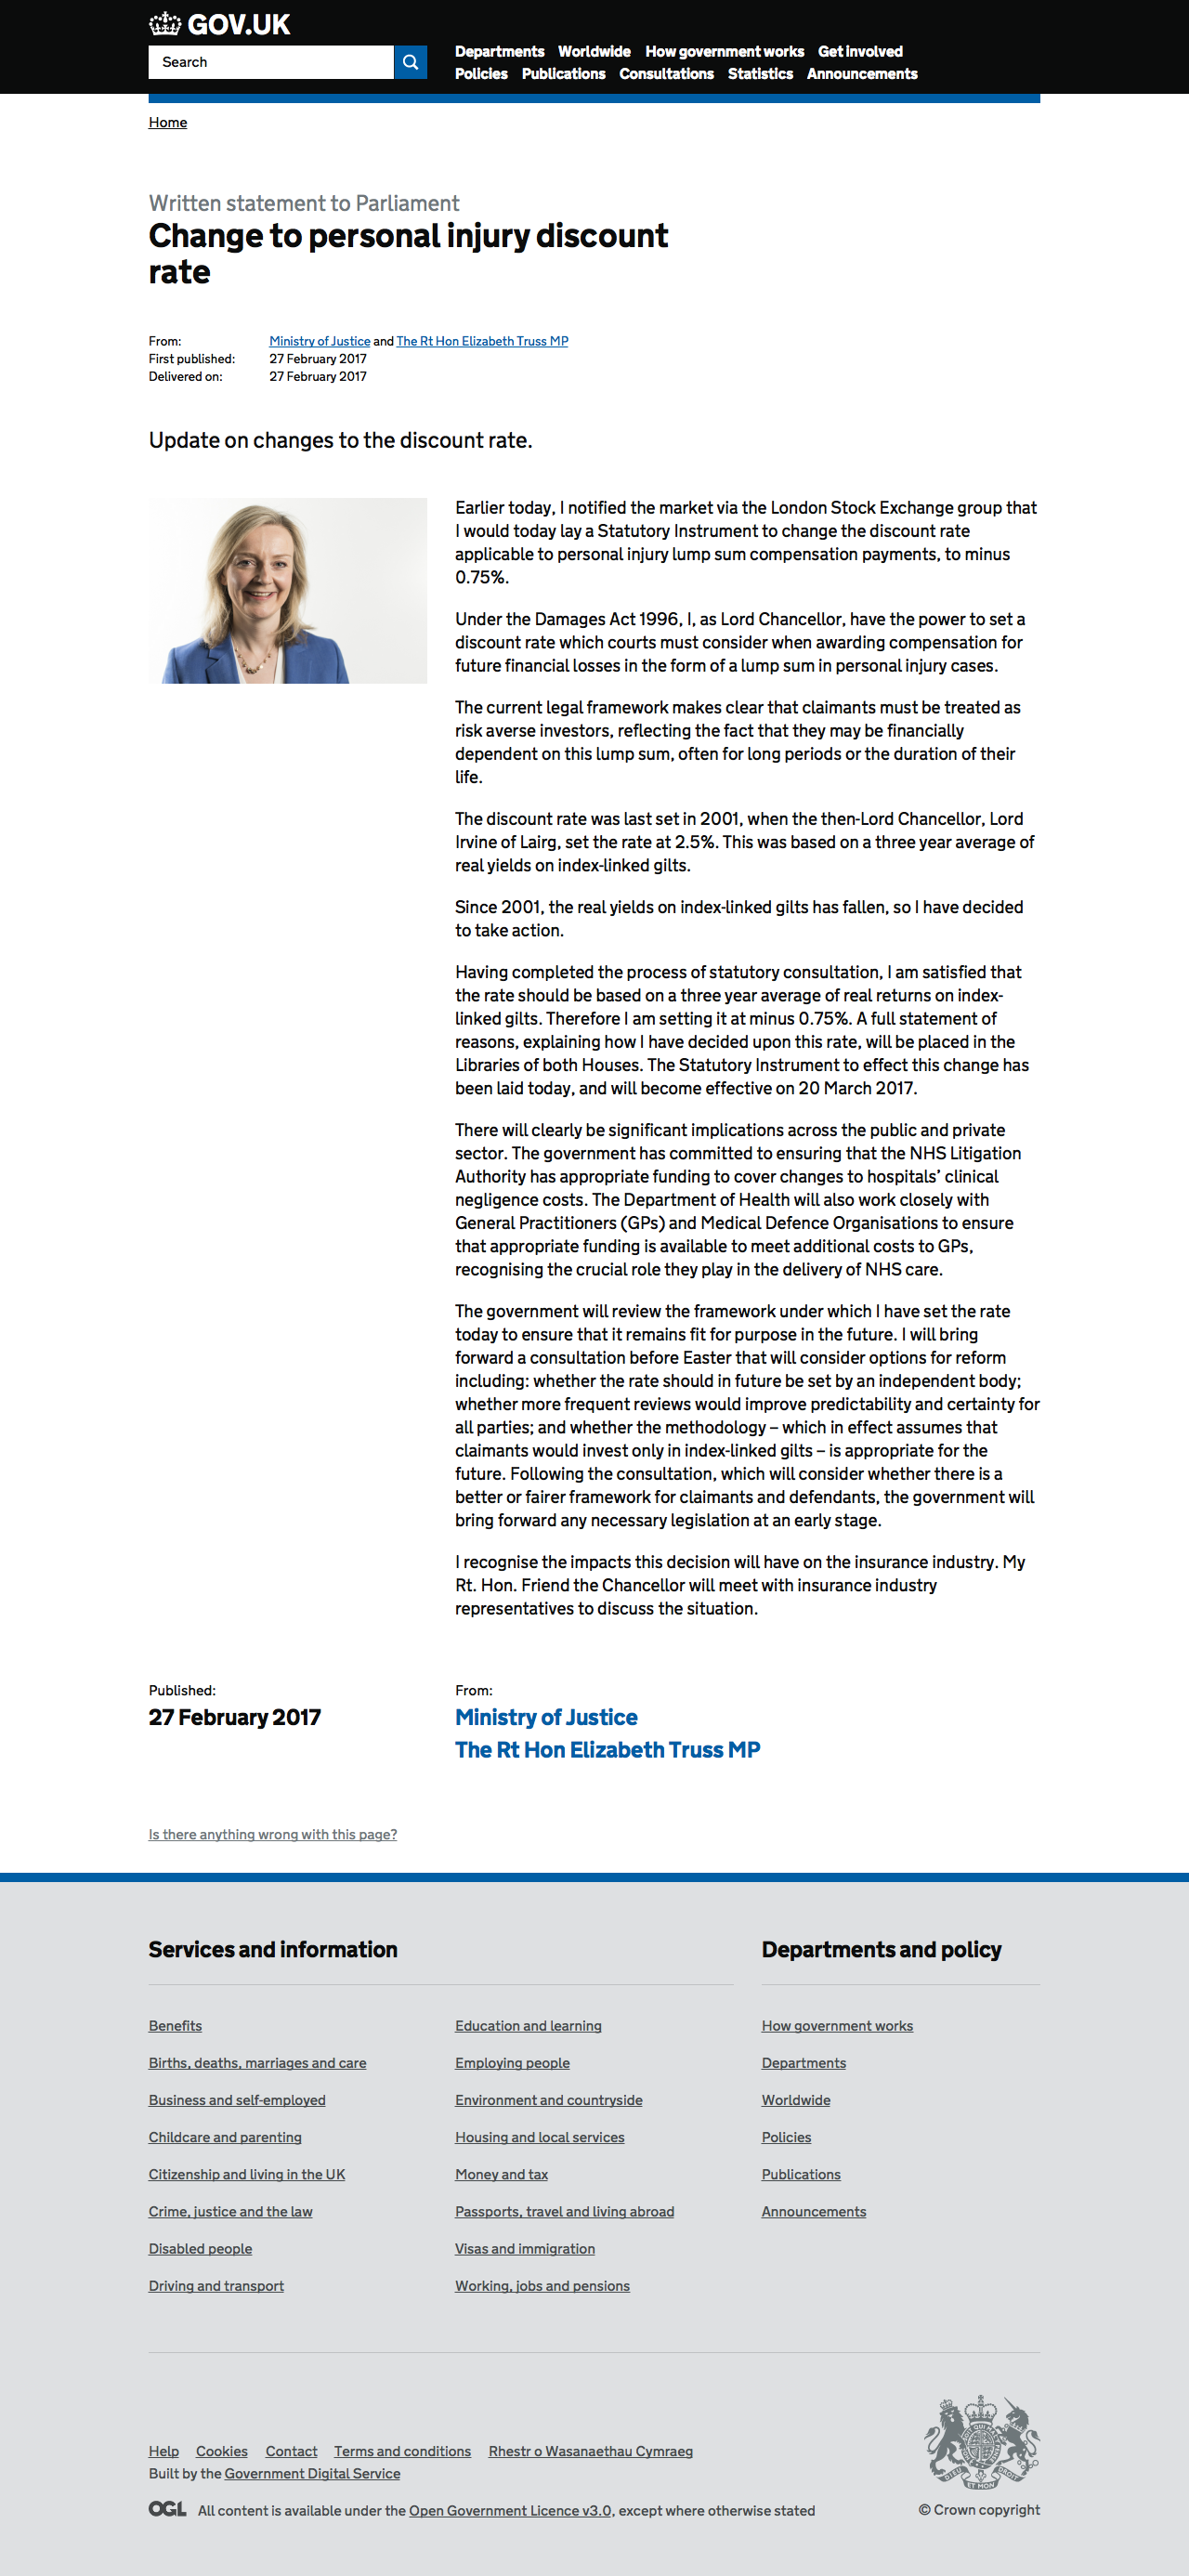 GOV.UK
Search
Departments Worldwide How government works Get involved
Policies Publications Consultations Statistics Announcements
Home
Written statement to Parliament
Change to personal injury discount
rate
From: Ministry of Justice and The Rt Hon Elizabeth Truss MP
First published: 27 February 2017
Delivered on: 27 February 2017
Update on changes to the discount rate.
Earlier today, I notified the market via the London Stock Exchange group that
I would today lay a Statutory Instrument to change the discount rate
applicable to personal injury lump sum compensation payments, to minus
0.75%.
Under the Damages Act 1996, I, as Lord Chancellor, have the power to set a
discount rate which courts must consider when awarding compensation for
future financial losses in the form of a lump sum in personal injury cases.
The current legal framework makes clear that claimants must be treated as
risk averse investors, reflecting the fact that they may be financially
dependent on this lump sum, often for long periods or the duration of their
life.
The discount rate was last set in 2001, when the then-Lord Chancellor, Lord
Irvine of Lairg, set the rate at 2.5%. This was based on a three year average of
real yields on index-linked gilts.
Since 2001, the real yields on index-linked gilts has fallen, so I have decided
to take action.
Having completed the process of statutory consultation, I am satisfied that
the rate should be based on a three year average of real returns on index-
linked gilts. Therefore I am setting it at minus 0.75%. A full statement of
reasons, explaining how I have decided upon this rate, will be placed in the
Libraries of both Houses. The Statutory Instrument to effect this change has
been laid today, and will become effective on 20 March 2017.
There will clearly be significant implications across the public and private
sector. The government has committed to ensuring that the NHS Litigation
Authority has appropriate funding to cover changes to hospitals’ clinical
negligence costs. The Department of Health will also work closely with
General Practitioners (GPs) and Medical Defence Organisations to ensure
that appropriate funding is available to meet additional costs to GPs,
recognising the crucial role they play in the delivery of NHS care.
The government will review the framework under which I have set the rate
today to ensure that it remains fit for purpose in the future. I will bring
forward a consultation before Easter that will consider options for reform
including: whether the rate should in future be set by an independent body;
whether more frequent reviews would improve predictability and certainty for
all parties; and whether the methodology – which in effect assumes that
claimants would invest only in index-linked gilts – is appropriate for the
future. Following the consultation, which will consider whether there is a
better or fairer framework for claimants and defendants, the government will
bring forward any necessary legislation at an early stage.
I recognise the impacts this decision will have on the insurance industry. My
Rt. Hon. Friend the Chancellor will meet with insurance industry
representatives to discuss the situation.
Published:
27 February 2017
From:
Ministry of Justice
The Rt Hon Elizabeth Truss MP
Is there anything wrong with this page?
Services and information
Benefits
Births, deaths, marriages and care
Business and self-employed
Childcare and parenting
Citizenship and living in the UK
Crime, justice and the law
Disabled people
Driving and transport
Education and learning
Employing people
Environment and countryside
Housing and local services
Money and tax
Passports, travel and living abroad
Visas and immigration
Working, jobs and pensions
Departments and policy
How government works
Departments
Worldwide
Policies
Publications
Announcements
Help Cookies Contact Terms and conditions Rhestr o Wasanaethau Cymraeg
Built by the Government Digital Service
OGL All content is available under the Open Government Licence v3.0, except where otherwise stated
DIEU ET MON DROIT
© Crown copyright